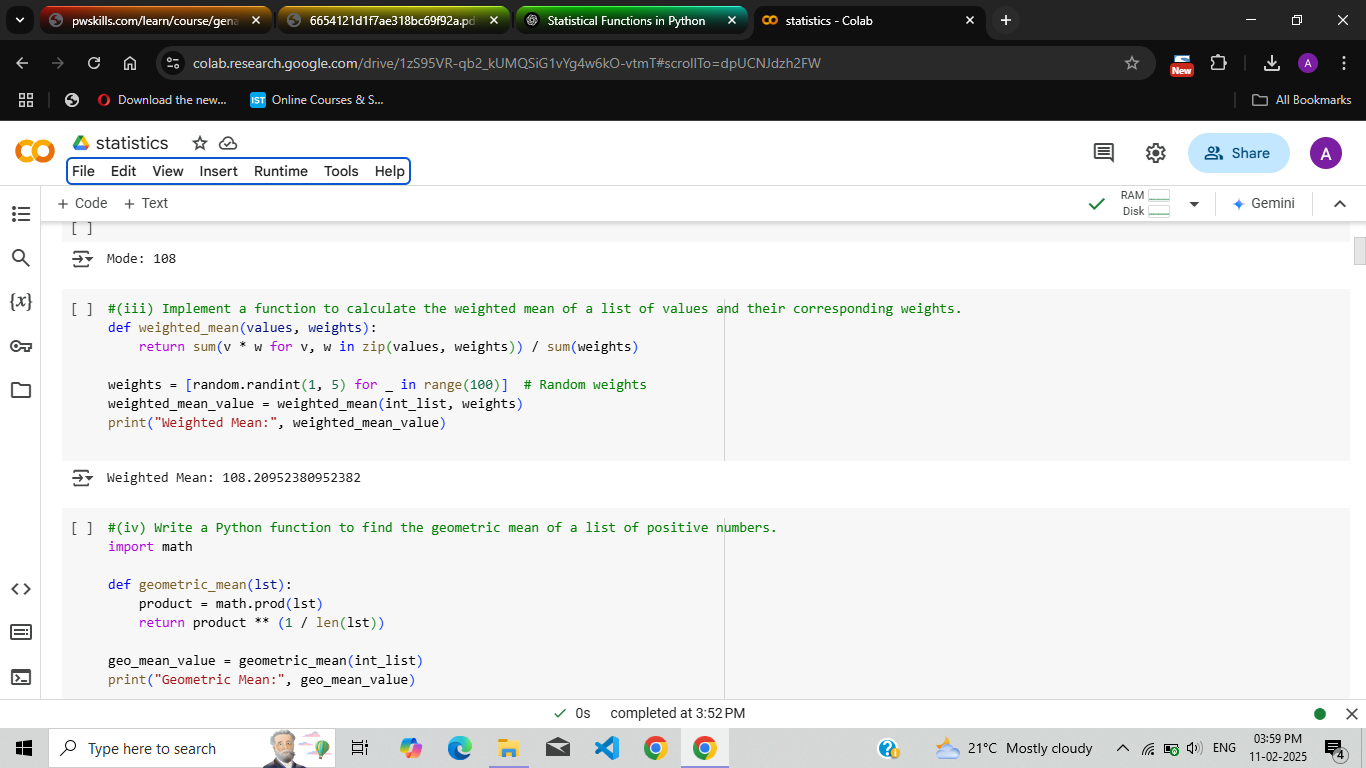 pwskills.com/learn/course/gena
6654121d1f7ae318bc69f92a.pd
Statistical Functions in Python
statistics - Colab
colab.research.google.com/drive/1zS95VR-qb2_kUMQSiG1vYg4w6kO-vtmT#scrollTo=dpUCNJdzh2FW
New
A
Download the new...
IST
Online Courses & S...
All Bookmarks
statistics
File Edit View Insert Runtime Tools Help
Share
A
+ Code + Text
RAM
Disk
Gemini
[ ]
Mode: 108
[ ] #(iii) Implement a function to calculate the weighted mean of a list of values and their corresponding weights.
def weighted_mean(values, weights):
    return sum(v * w for v, w in zip(values, weights)) / sum(weights)
weights = [random.randint(1, 5) for _ in range(100)]  # Random weights
weighted_mean_value = weighted_mean(int_list, weights)
print("Weighted Mean:", weighted_mean_value)
Weighted Mean: 108.20952380952382
[ ] #(iv) Write a Python function to find the geometric mean of a list of positive numbers.
import math
def geometric_mean(lst):
    product = math.prod(lst)
    return product ** (1 / len(lst))
geo_mean_value = geometric_mean(int_list)
print("Geometric Mean:", geo_mean_value)
{x}
0s completed at 3:52 PM
Type here to search
21°C Mostly cloudy
ENG
03:59 PM
11-02-2025
4